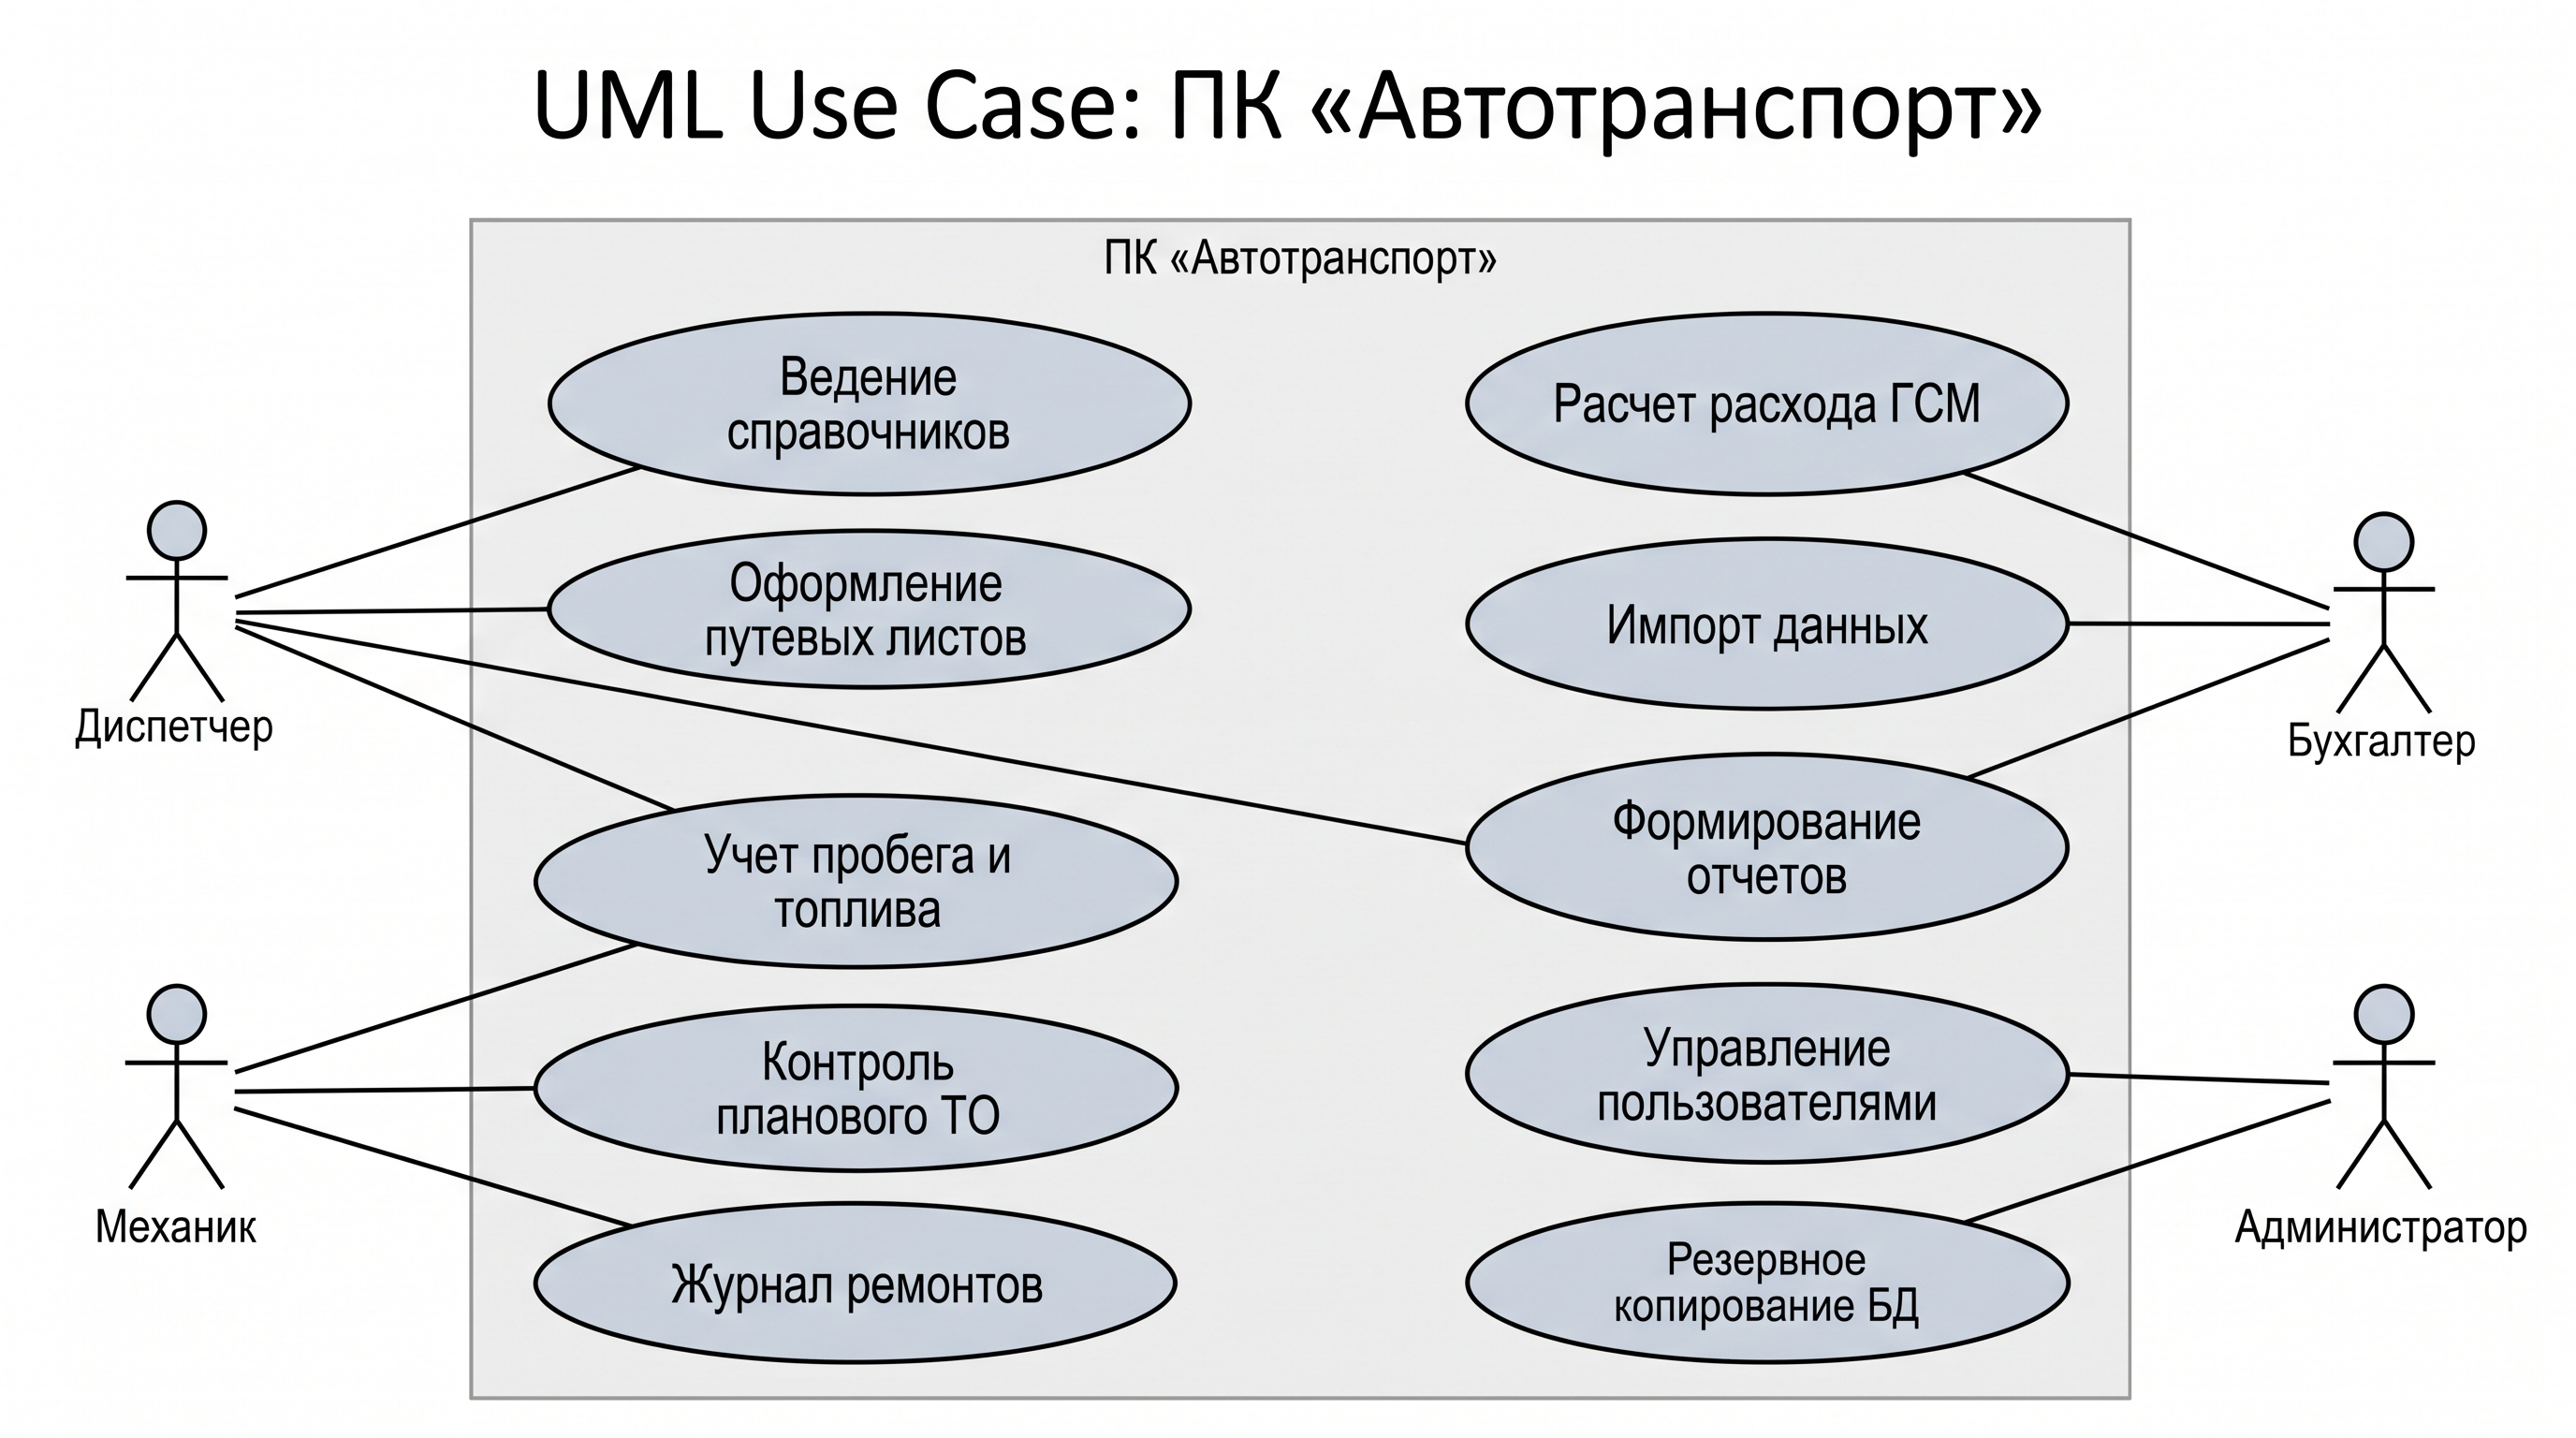 UML Use Case: ПК «Автотранспорт»
ПК «Автотранспорт»
Ведение
справочников
Расчет расхода ГСМ
Оформление
путевых листов
Импорт данных
Диспетчер
Бухгалтер
Учет пробега и
топлива
Формирование
отчетов
Контроль
планового ТО
Управление
пользователями
Механик
Администратор
Журнал ремонтов
Резервное
копирование БД